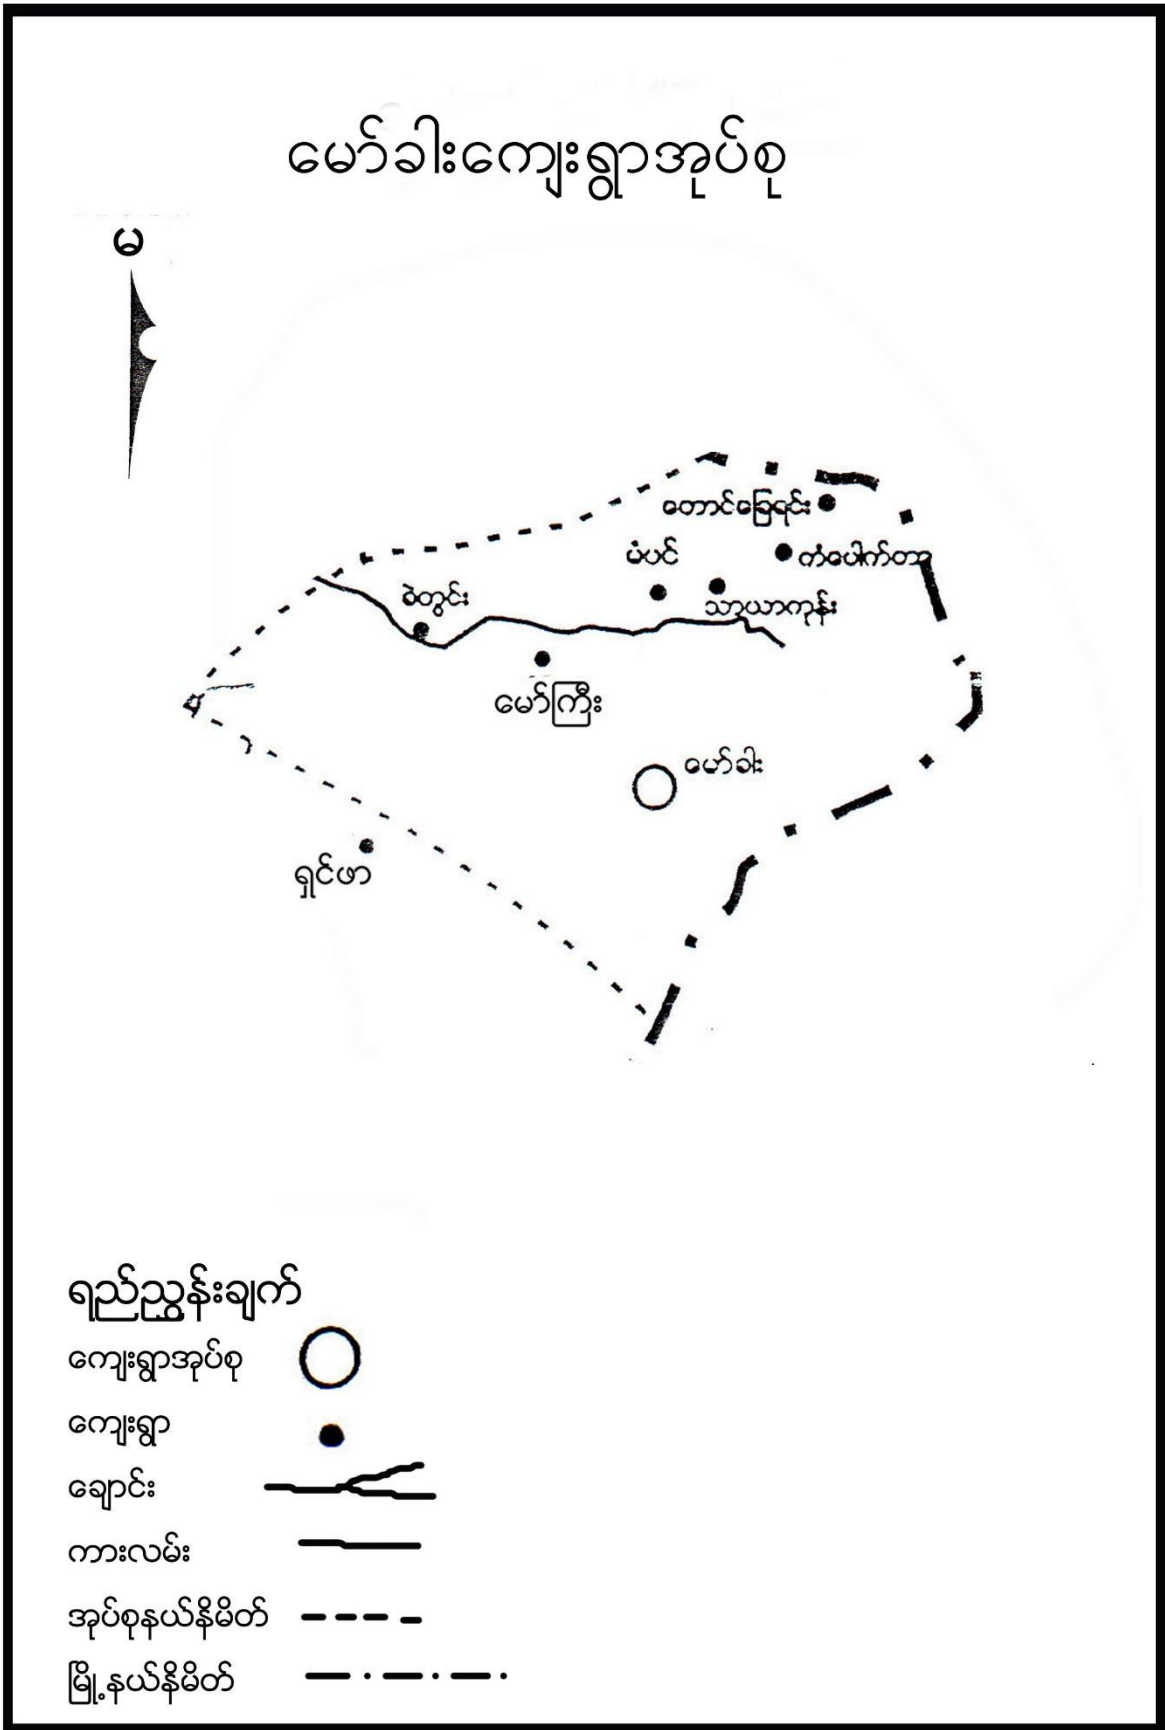 မော်ခါးကျေးရွာအုပ်စု
မ
တောင်ခြေရင်း
မံပင်
ကံပေါက်တာ
ခဲတွင်း
သာယာကုန်း
မော်ကြီး
မော်ခါး
ရှင်ဖာ
ရည်ညွှန်းချက်
ကျေးရွာအုပ်စု
ကျေးရွာ
ချောင်း
ကားလမ်း
အုပ်စုနယ်နိမိတ်
မြို့နယ်နိမိတ်